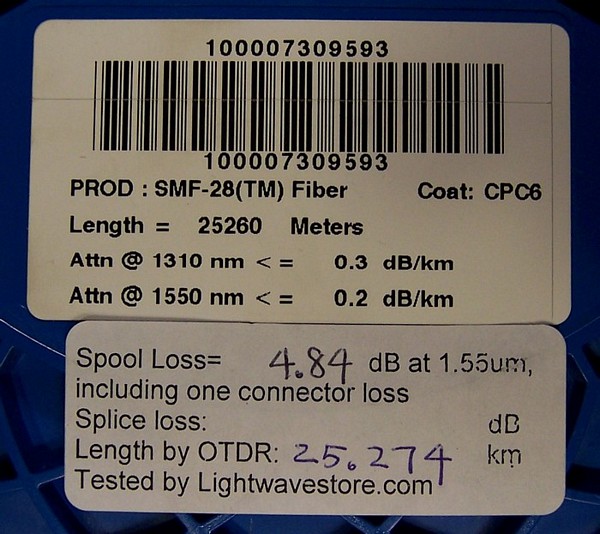 100007309593
100007309593
PROD : SMF-28(TM) Fiber Coat: CPC6
Length = 25260 Meters
Attn @ 1310 nm < = 0.3 dB/km
Attn @ 1550 nm < = 0.2 dB/km
Spool Loss= 4.84 dB at 1.55um,
including one connector loss
Splice loss: dB
Length by OTDR: 25.274 km
Tested by Lightwavestore.com